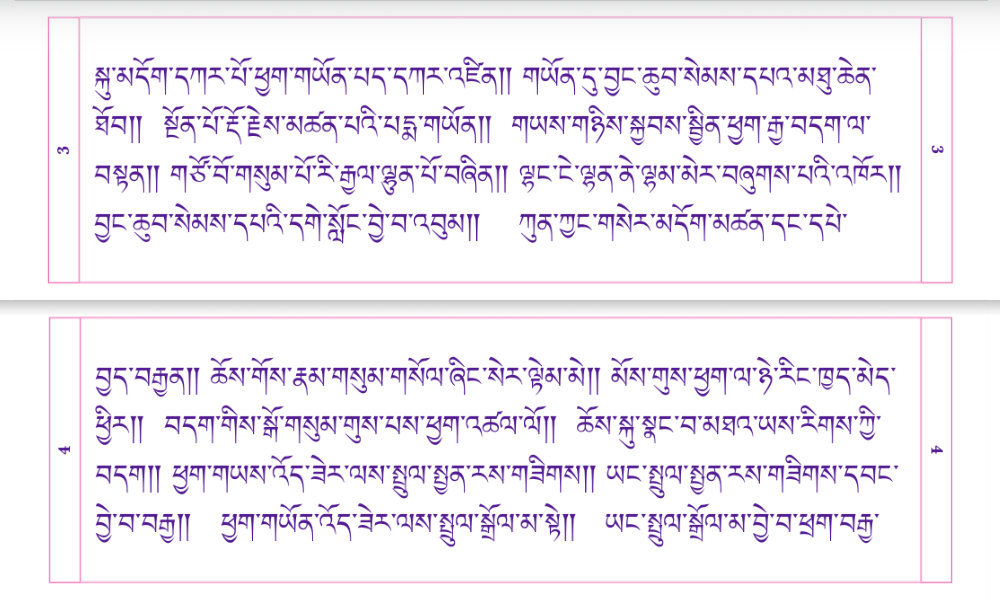 སྐུ་མདོག་དཀར་པོ་ཕྱག་གཡོན་པད་དཀར་འཛིན།། གཡོན་དུ་བྱང་ཆུབ་སེམས་དཔའ་མཐུ་ཆེན་
ཐོབ།། སྔོན་པོ་རྡོ་རྗེས་མཚན་པའི་པདྨ་གཡོན།། གཡས་གཉིས་སྐྱབས་སྦྱིན་ཕྱག་རྒྱ་བདག་ལ་
3
3
བསྟན།། གཙོ་བོ་གསུམ་པོ་རི་རྒྱལ་ལྷུན་པོ་བཞིན།། ལྷང་ངེ་ལྷན་ནེ་ལྷམ་མེར་བཞུགས་པའི་འཁོར།།
བྱང་ཆུབ་སེམས་དཔའི་དགེ་སློང་བྱེ་བ་འབུམ།། ཀུན་ཀྱང་གསེར་མདོག་མཚན་དང་དཔེ་
བྱད་བརྒྱན།། ཆོས་གོས་རྣམ་གསུམ་གསོལ་ཞིང་སེར་ལྟེམ་མེ།། མོས་གུས་ཕྱག་ལ་ཉེ་རིང་ཁྱད་མེད་
ཕྱིར།། བདག་གིས་སྒོ་གསུམ་གུས་པས་ཕྱག་འཚལ་ལོ།། ཆོས་སྐུ་སྣང་བ་མཐའ་ཡས་རིགས་ཀྱི་
4
4
བདག།། ཕྱག་གཡས་འོད་ཟེར་ལས་སྤྲུལ་སྤྱན་རས་གཟིགས།། ཡང་སྤྲུལ་སྤྱན་རས་གཟིགས་དབང་
བྱེ་བ་བརྒྱ།། ཕྱག་གཡོན་འོད་ཟེར་ལས་སྤྲུལ་སྒྲོལ་མ་སྟེ།། ཡང་སྤྲུལ་སྒྲོལ་མ་བྱེ་བ་ཕྲག་བརྒྱ་